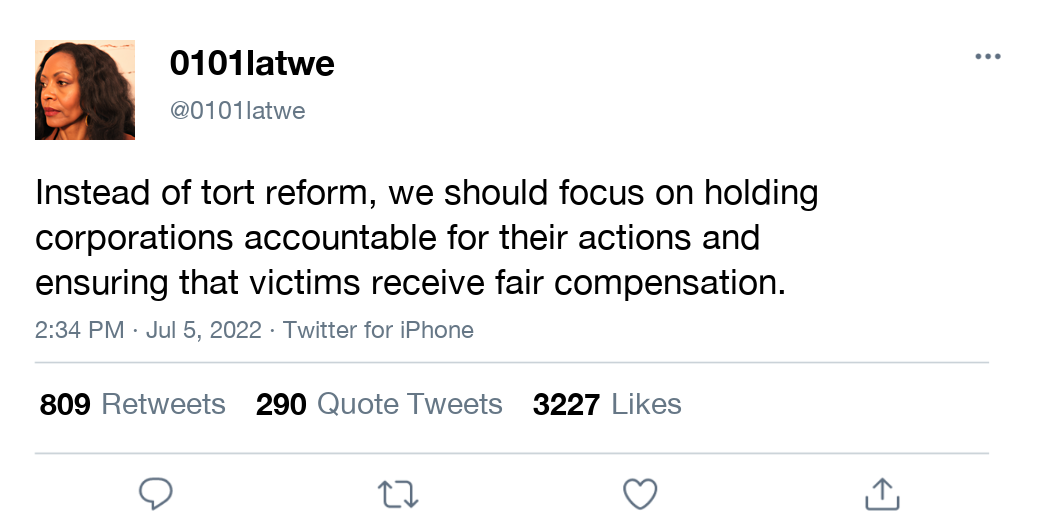 0101latwe
@0101latwe
Instead of tort reform, we should focus on holding
corporations accountable for their actions and
ensuring that victims receive fair compensation.
2:34 PM · Jul 5, 2022 · Twitter for iPhone
809 Retweets 290 Quote Tweets 3227 Likes